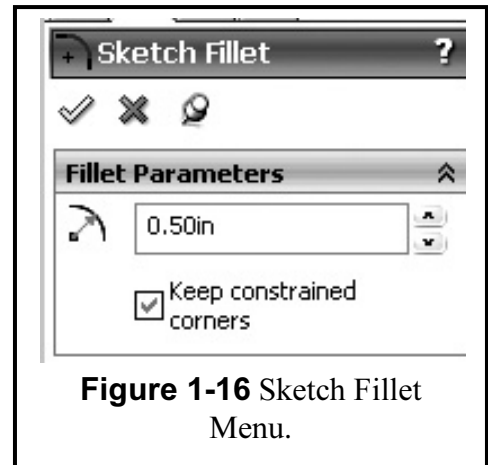 Sketch Fillet ?
Fillet Parameters
0.50in
Keep constrained
corners
Figure 1-16 Sketch Fillet
Menu.